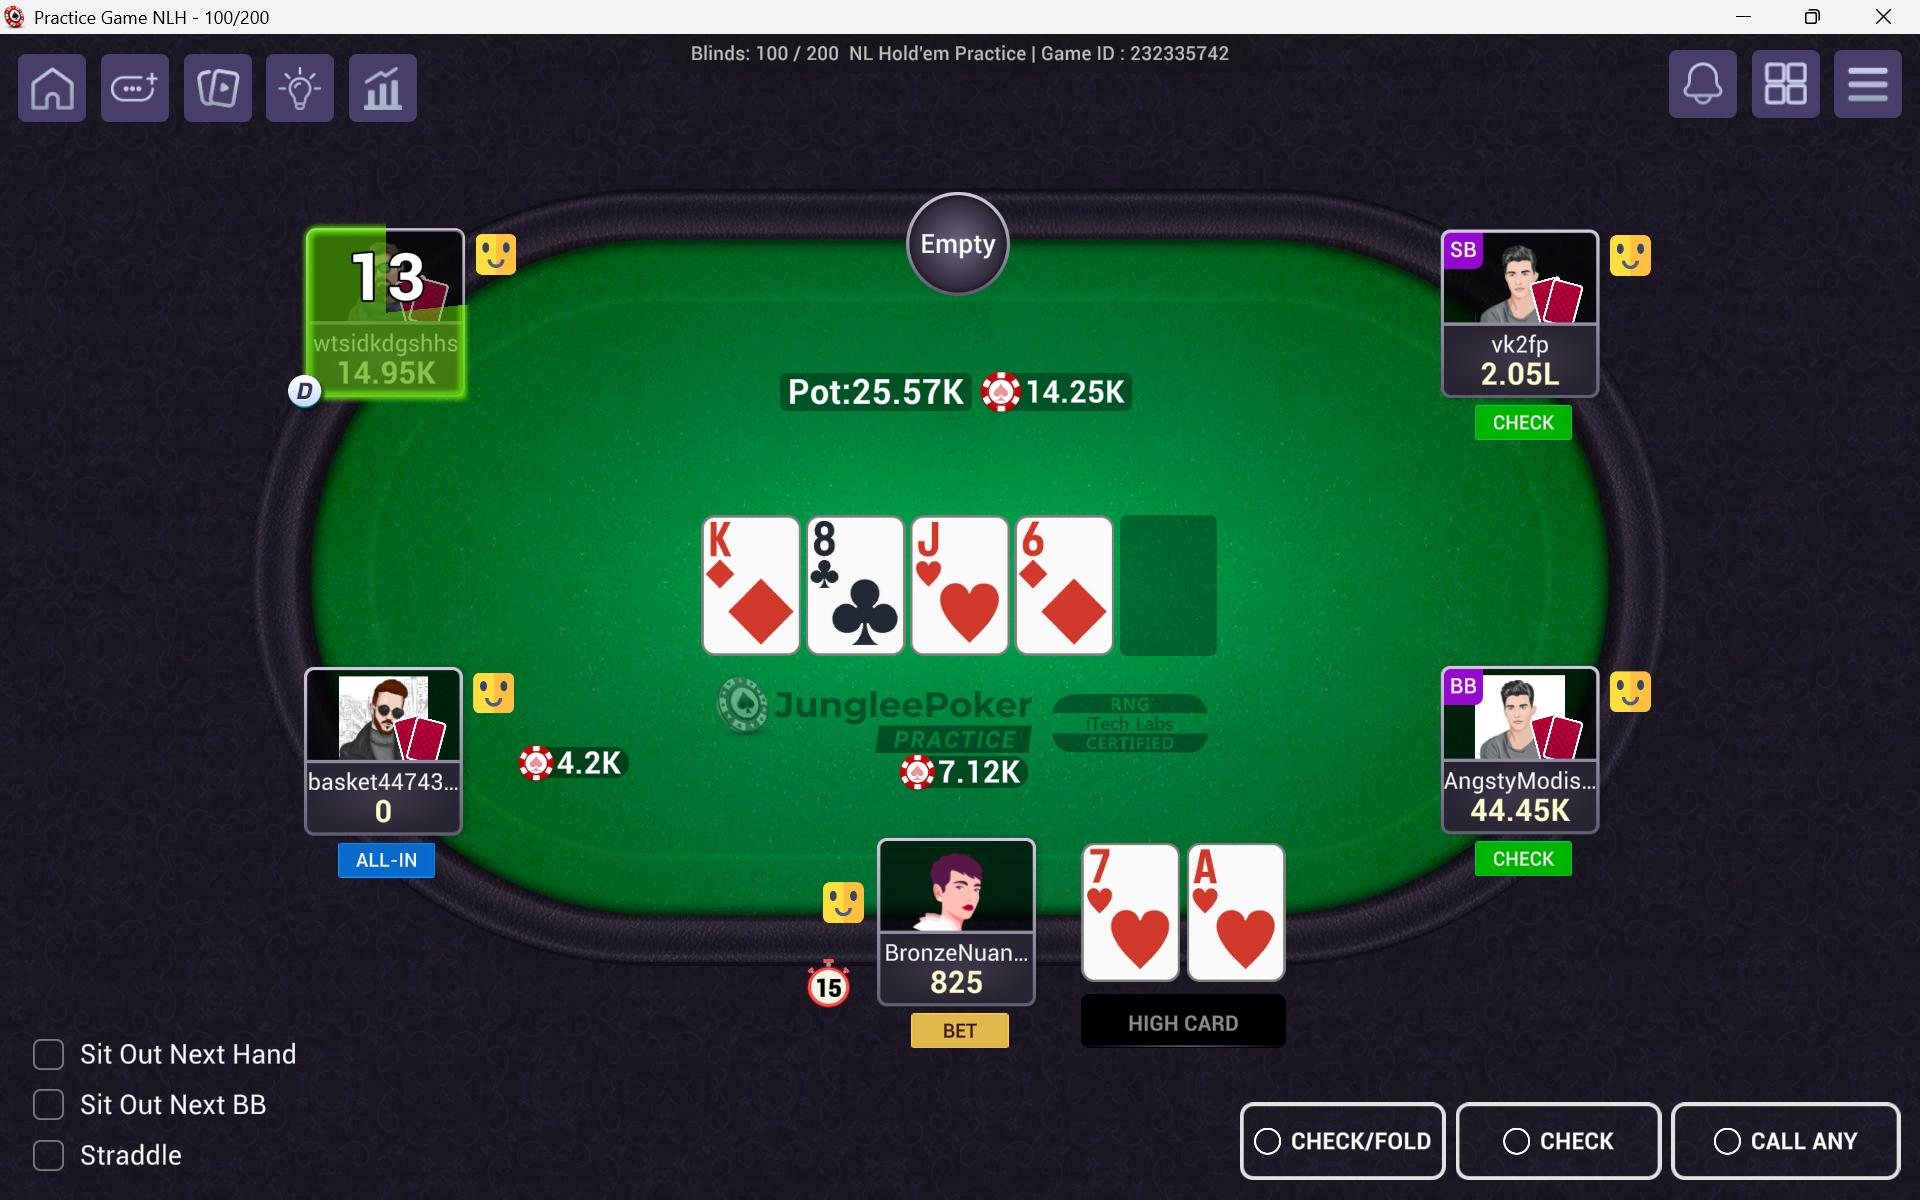 Practice Game NLH - 100/200
Blinds: 100 / 200 NL Hold'em Practice | Game ID : 232335742
Empty
13
wtsidkdgshhs
14.95K
D
SB
vk2fp
2.05L
CHECK
Pot:25.57K 14.25K
K 8 J 6
JungleePoker
PRACTICE
RNG
iTech Labs
CERTIFIED
basket44743...
0
ALL-IN
4.2K
7.12K
BB
AngstyModis...
44.45K
CHECK
7 A
BronzeNuan...
825
15
BET
HIGH CARD
Sit Out Next Hand
Sit Out Next BB
Straddle
CHECK/FOLD
CHECK
CALL ANY